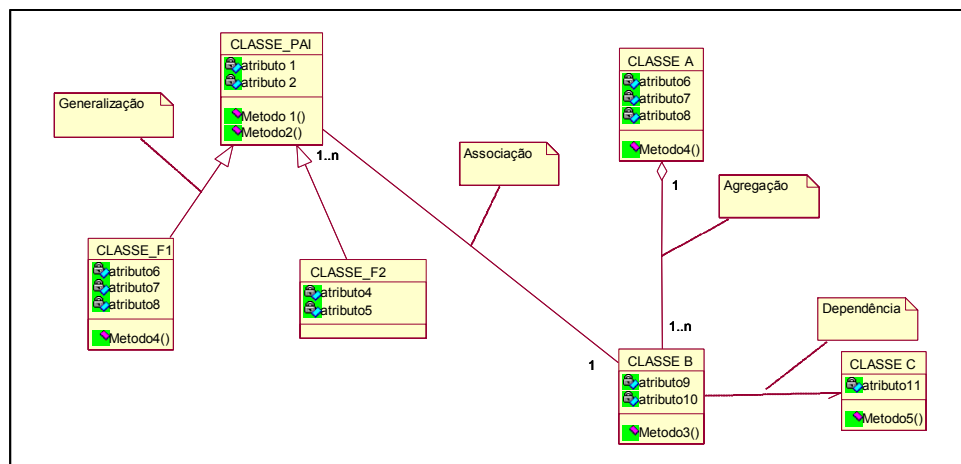 CLASSE_PAI
atributo 1
atributo 2
Metodo 1()
Metodo2()
CLASSE A
atributo6
atributo7
atributo8
Metodo4()
Generalização
1..n
Associação
1
Agregação
CLASSE_F1
atributo6
atributo7
atributo8
Metodo4()
CLASSE_F2
atributo4
atributo5
1..n
Dependência
1
CLASSE B
atributo9
atributo10
Metodo3()
CLASSE C
atributo11
Metodo5()